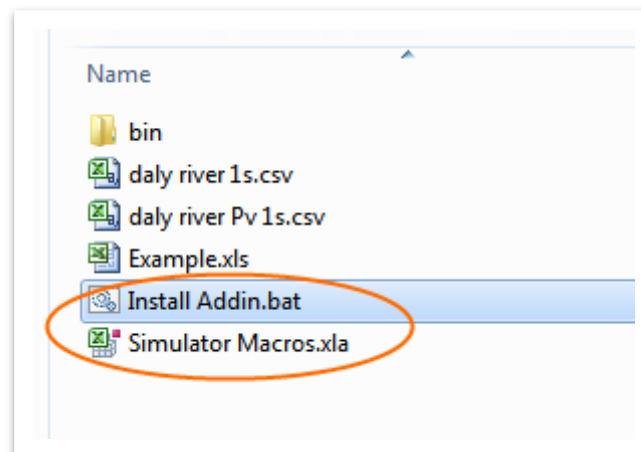 Name
bin
daly river 1s.csv
daly river Pv 1s.csv
Example.xls
Install Addin.bat
Simulator Macros.xla